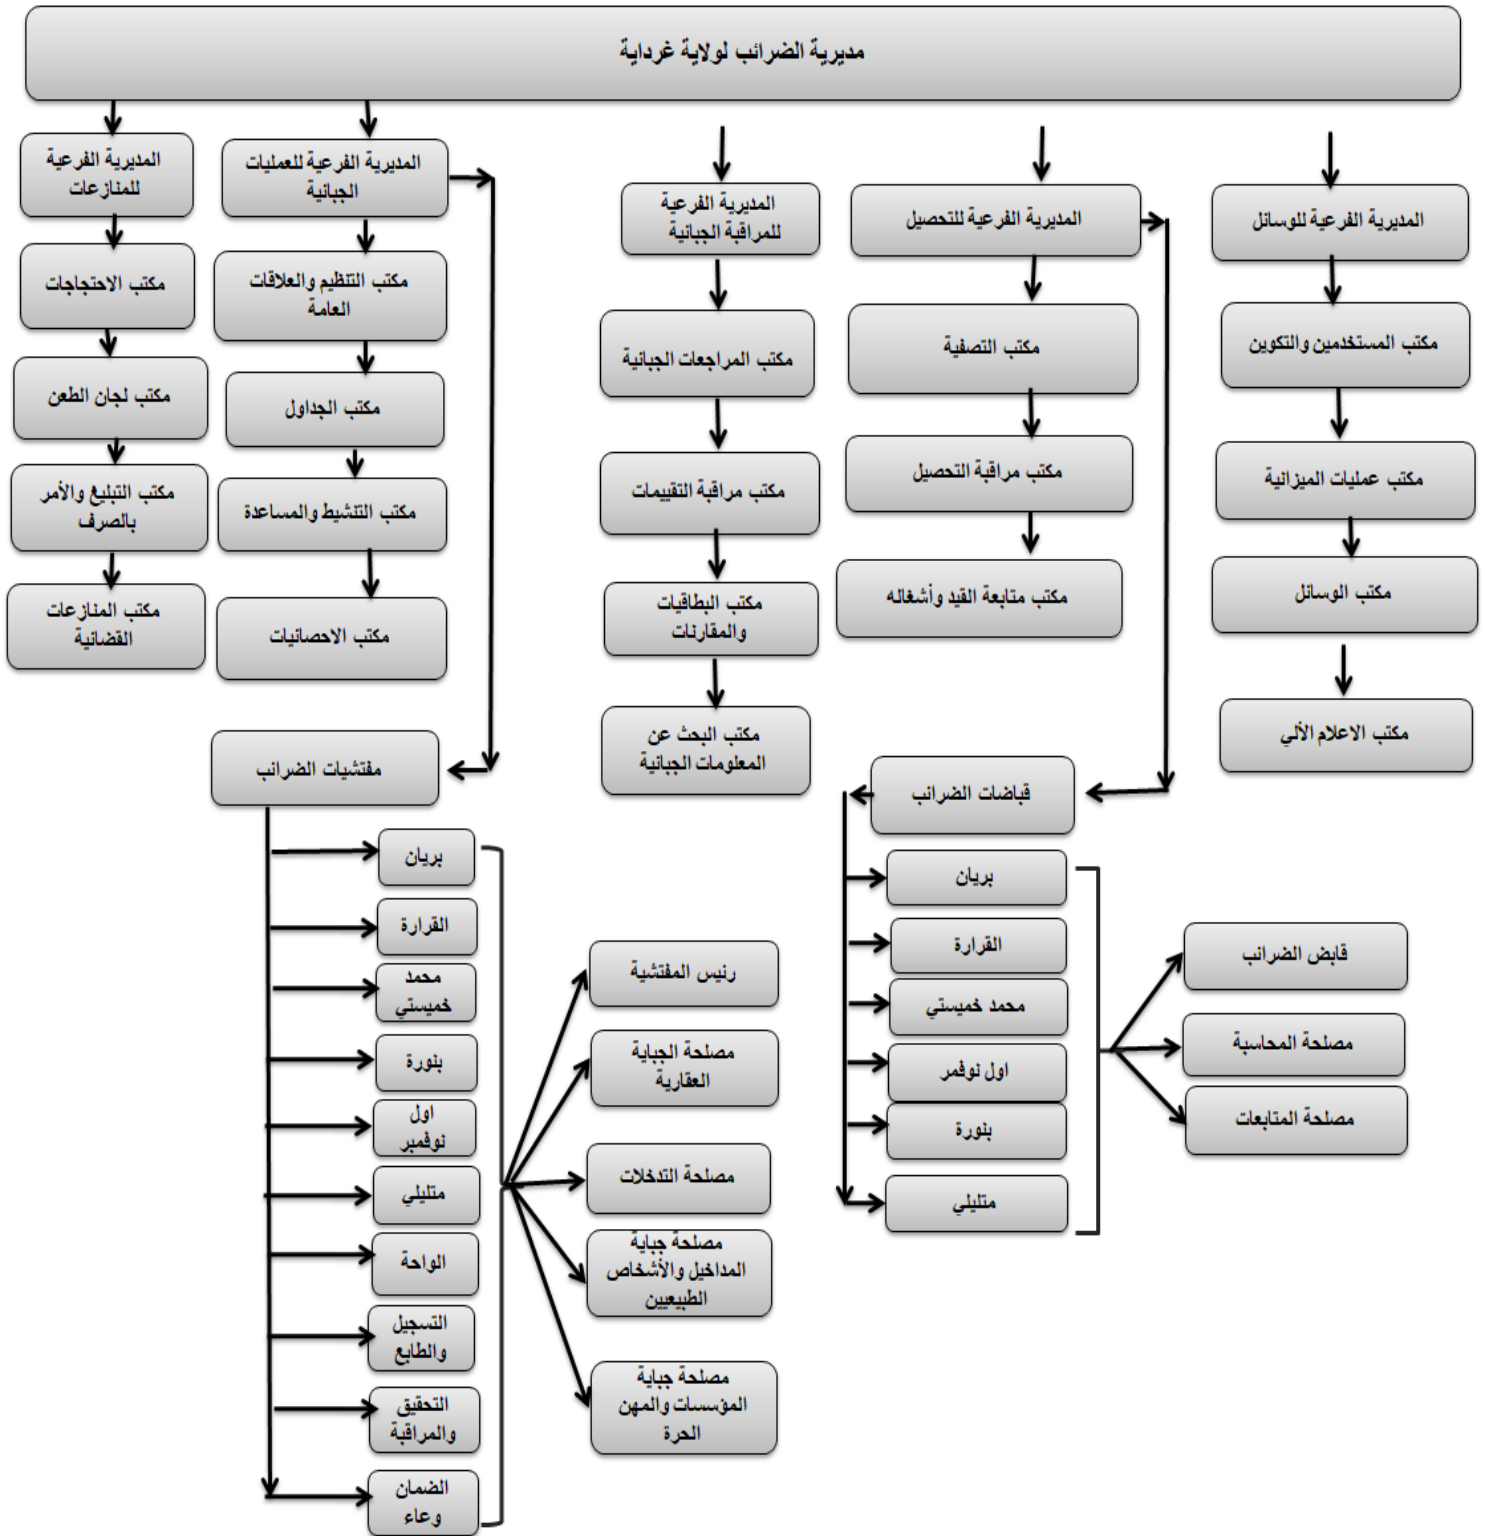 مديرية الضرائب لولاية غرداية
المديرية الفرعية للوسائل
مكتب المستخدمين والتكوين
مكتب عمليات الميزانية
مكتب الوسائل
مكتب الاعلام الألي
المديرية الفرعية للتحصيل
مكتب التصفية
مكتب مراقبة التحصيل
مكتب متابعة القيد وأشغاله
قباضات الضرائب
بريان
القرارة
محمد خميستي
اول نوفمر
بنورة
متليلي
قابض الضرائب
مصلحة المحاسبة
مصلحة المتابعات
المديرية الفرعية
للمراقبة الجبائية
مكتب المراجعات الجبائية
مكتب مراقبة التقييمات
مكتب البطاقيات
والمقارنات
مكتب البحث عن
المعلومات الجبائية
المديرية الفرعية للعمليات
الجبائية
مكتب التنظيم والعلاقات
العامة
مكتب الجداول
مكتب التنشيط والمساعدة
مكتب الاحصائيات
مفتشيات الضرائب
بريان
القرارة
محمد
خميستي
بنورة
اول
نوفمبر
متليلي
الواحة
التسجيل
والطابع
التحقيق
والمراقبة
الضمان
وعاء
رئيس المفتشية
مصلحة الجباية
العقارية
مصلحة التدخلات
مصلحة جباية
المداخيل والأشخاص
الطبيعيين
مصلحة جباية
المؤسسات والمهن
الحرة
المديرية الفرعية
للمنازعات
مكتب الاحتجاجات
مكتب لجان الطعن
مكتب التبليغ والأمر
بالصرف
مكتب المنازعات
القضائية